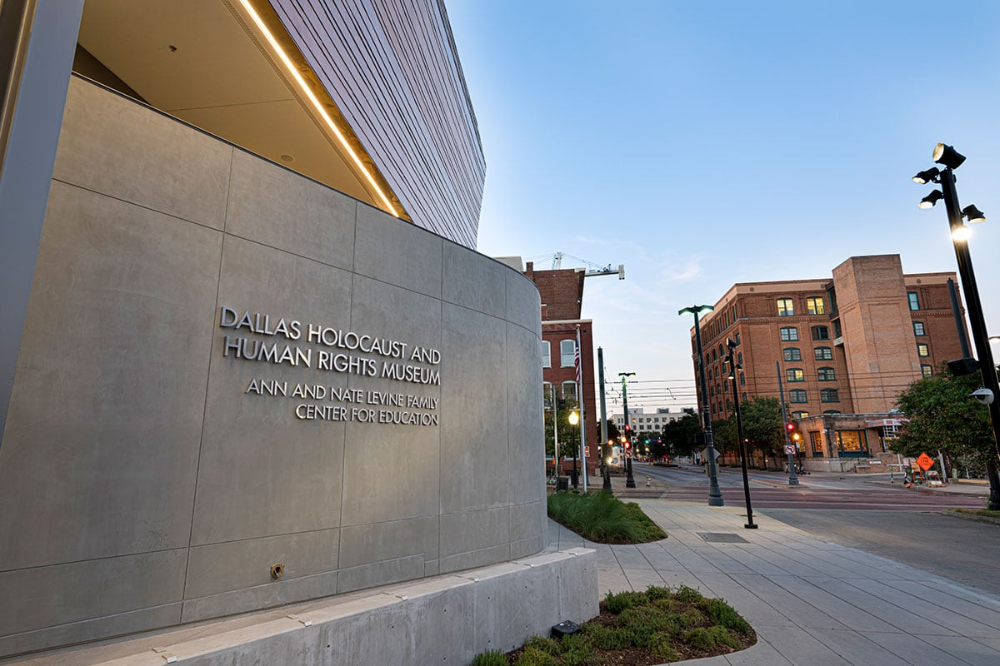 DALLAS HOLOCAUST AND
HUMAN RIGHTS MUSEUM
ANN AND NATE LEVINE FAMILY
CENTER FOR EDUCATION